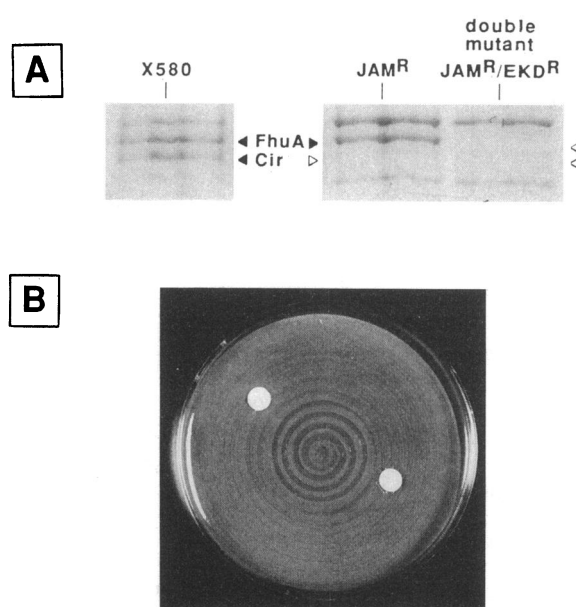 A
X580
JAMR
double
mutant
JAMR/EKDR
FhuA
Cir
B